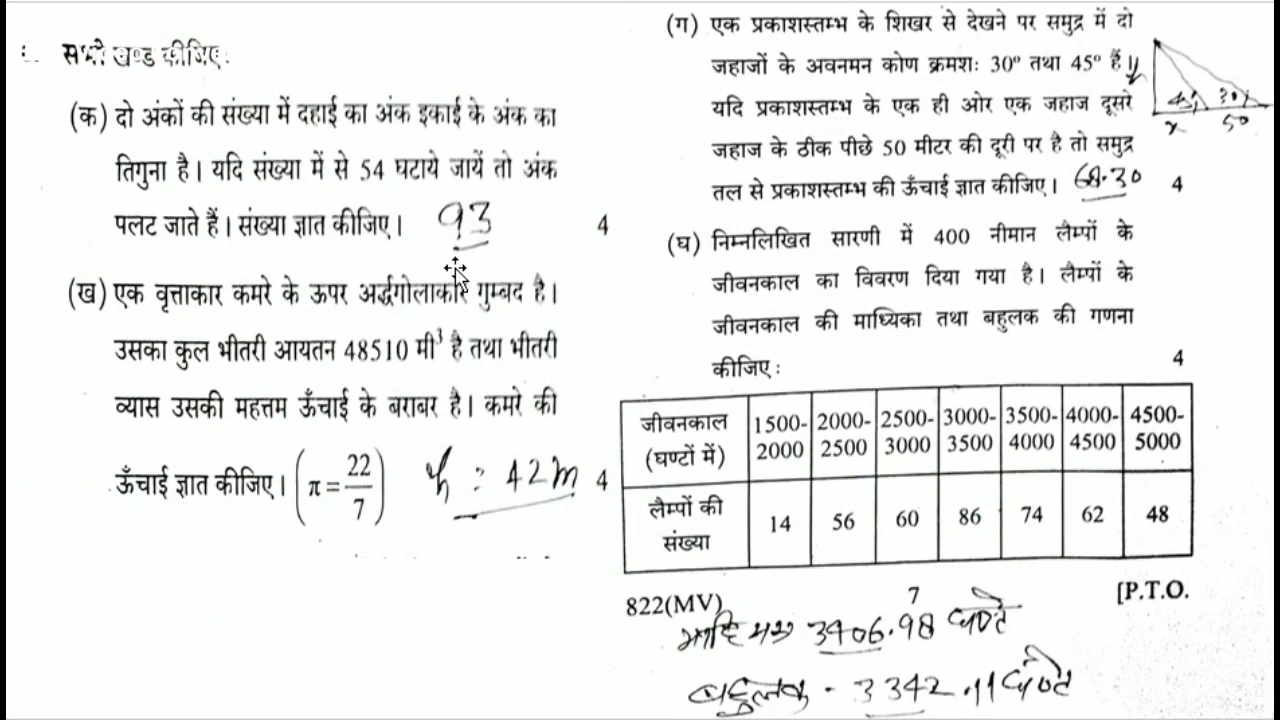 सभी खण्ड कीजिए:
(क) दो अंकों की संख्या में दहाई का अंक इकाई के अंक का
तिगुना है। यदि संख्या में से 54 घटाये जायें तो अंक
पलट जाते हैं। संख्या ज्ञात कीजिए। 93 4
(ख) एक वृत्ताकार कमरे के ऊपर अर्द्धगोलाकार गुम्बद है।
उसका कुल भीतरी आयतन 48510 मी³ है तथा भीतरी
व्यास उसकी महत्तम ऊँचाई के बराबर है। कमरे की
ऊँचाई ज्ञात कीजिए। (π = 22/7) h = 42m 4
(ग) एक प्रकाशस्तम्भ के शिखर से देखने पर समुद्र में दो
जहाजों के अवनमन कोण क्रमशः 30° तथा 45° हैं।
यदि प्रकाशस्तम्भ के एक ही ओर एक जहाज दूसरे
जहाज के ठीक पीछे 50 मीटर की दूरी पर है तो समुद्र
तल से प्रकाशस्तम्भ की ऊँचाई ज्ञात कीजिए। 68.30 4
45° 30°
x 50
(घ) निम्नलिखित सारणी में 400 नीमान लैम्पों के
जीवनकाल का विवरण दिया गया है। लैम्पों के
जीवनकाल की माध्यिका तथा बहुलक की गणना
कीजिए : 4
जीवनकाल (घण्टों में) 1500-2000 2000-2500 2500-3000 3000-3500 3500-4000 4000-4500 4500-5000
लैम्पों की संख्या 14 56 60 86 74 62 48
822(MV) 7 [P.T.O.
3406.98 घण्टे
बहुलक - 3342.11 घण्टे